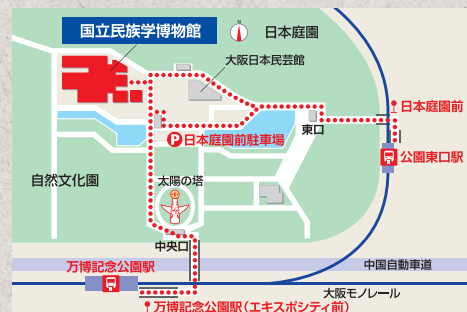 国立民族学博物館
日本庭園
大阪日本民芸館
日本庭園前
東口
P日本庭園前駐車場
公園東口駅
自然文化園
太陽の塔
中央口
万博記念公園駅
中国自動車道
大阪モノレール
万博記念公園駅(エキスポシティ前)